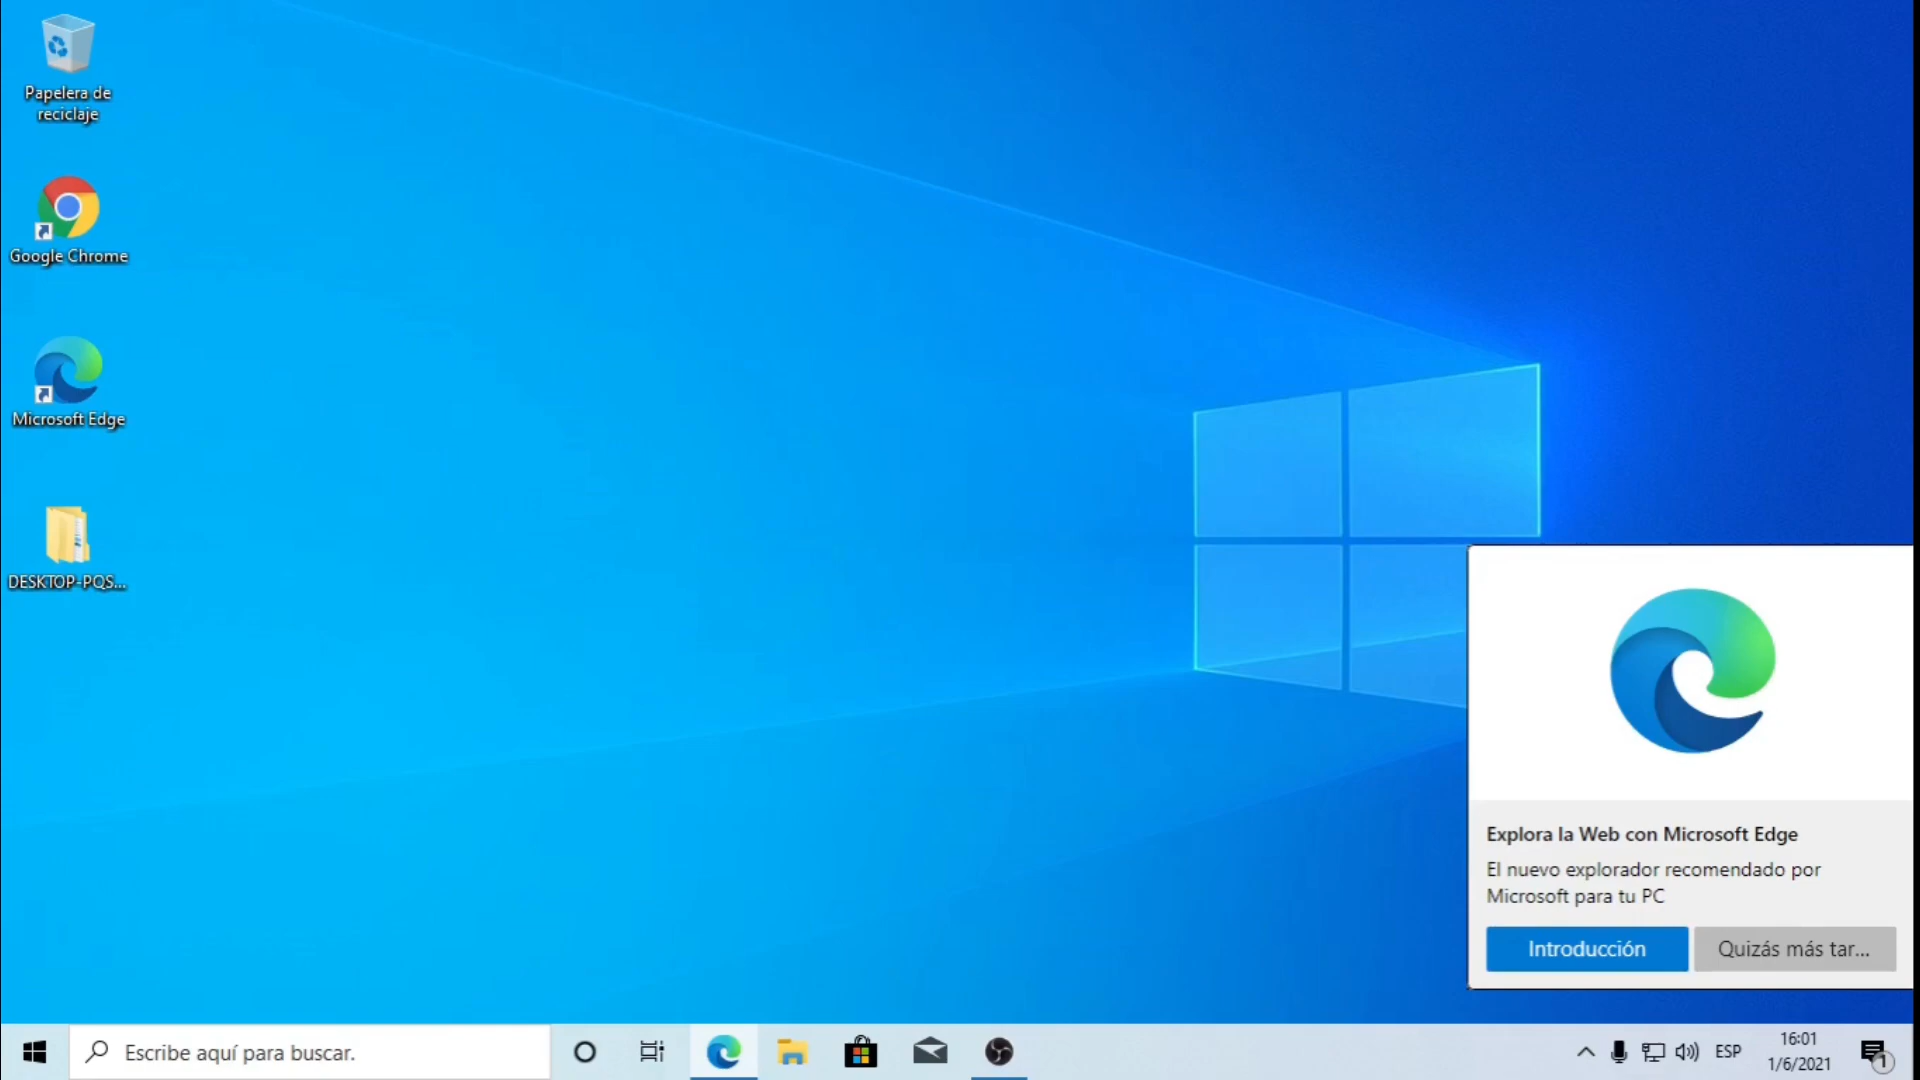 Papelera de
reciclaje
Google Chrome
Microsoft Edge
DESKTOP-PQS...
Explora la Web con Microsoft Edge
El nuevo explorador recomendado por
Microsoft para tu PC
Introducción
Quizás más tar...
Escribe aquí para buscar.
ESP
16:01
1/6/2021
1